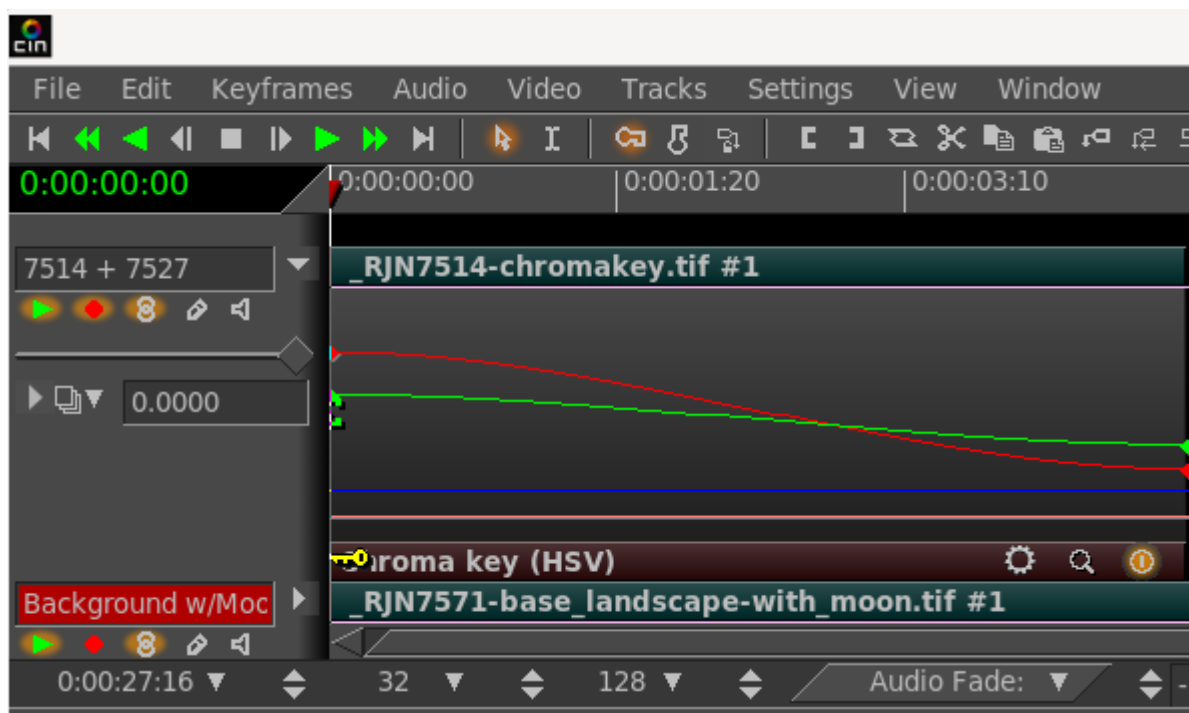 cin
File Edit Keyframes Audio Video Tracks Settings View Window
0:00:00:00 0:00:00:00 0:00:01:20 0:00:03:10
7514 + 7527 _RJN7514-chromakey.tif #1
0.0000
roma key (HSV)
Background w/Moo _RJN7571-base_landscape-with_moon.tif #1
0:00:27:16 32 128 Audio Fade: -